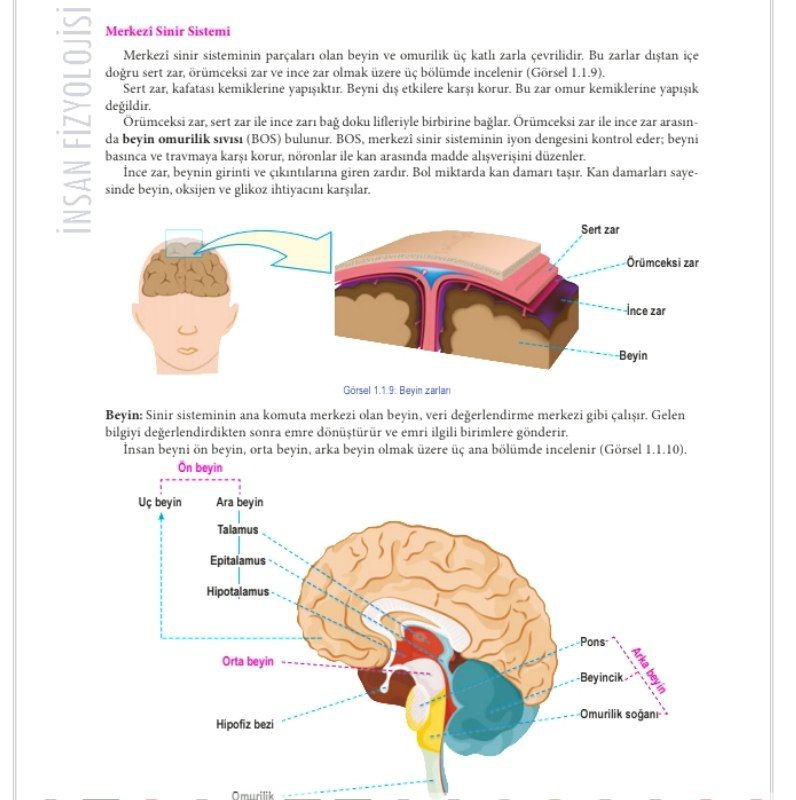 İNSAN FİZYOLOJİSİ
Merkezî Sinir Sistemi
Merkezî sinir sisteminin parçaları olan beyin ve omurilik üç katlı zarla çevrilidir. Bu zarlar dıştan içe
doğru sert zar, örümceksi zar ve ince zar olmak üzere üç bölümde incelenir (Görsel 1.1.9).
Sert zar, kafatası kemiklerine yapışıktır. Beyni dış etkilere karşı korur. Bu zar omur kemiklerine yapışık
değildir.
Örümceksi zar, sert zar ile ince zarı bağ doku lifleriyle birbirine bağlar. Örümceksi zar ile ince zar arasın-
da beyin omurilik sıvısı (BOS) bulunur. BOS, merkezî sinir sisteminin iyon dengesini kontrol eder; beyni
basınca ve travmaya karşı korur, nöronlar ile kan arasında madde alışverişini düzenler.
İnce zar, beynin girinti ve çıkıntılarına giren zardır. Bol miktarda kan damarı taşır. Kan damarları saye-
sinde beyin, oksijen ve glikoz ihtiyacını karşılar.
Sert zar
Örümceksi zar
İnce zar
Beyin
Görsel 1.1.9: Beyin zarları
Beyin: Sinir sisteminin ana komuta merkezi olan beyin, veri değerlendirme merkezi gibi çalışır. Gelen
bilgiyi değerlendirdikten sonra emre dönüştürür ve emri ilgili birimlere gönderir.
İnsan beyni ön beyin, orta beyin, arka beyin olmak üzere üç ana bölümde incelenir (Görsel 1.1.10).
Ön beyin
Uç beyin
Ara beyin
Talamus
Epitalamus
Hipotalamus
Orta beyin
Hipofiz bezi
Omurilik
Pons
Beyincik
Omurilik soğanı
Arka beyin